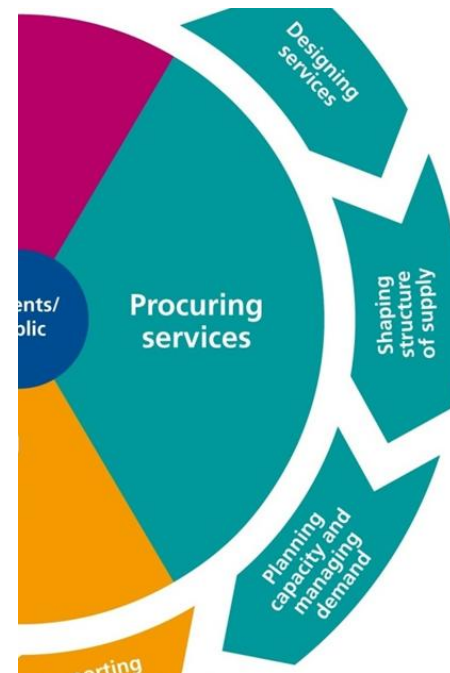 Designing
services
Shaping
structure
of supply
Procuring
services
Planning
capacity and
managing
demand